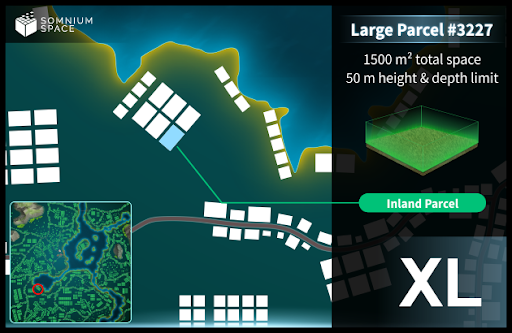 SOMNIUM
SPACE
Large Parcel #3227
1500 m² total space
50 m height & depth limit
Inland Parcel
XL